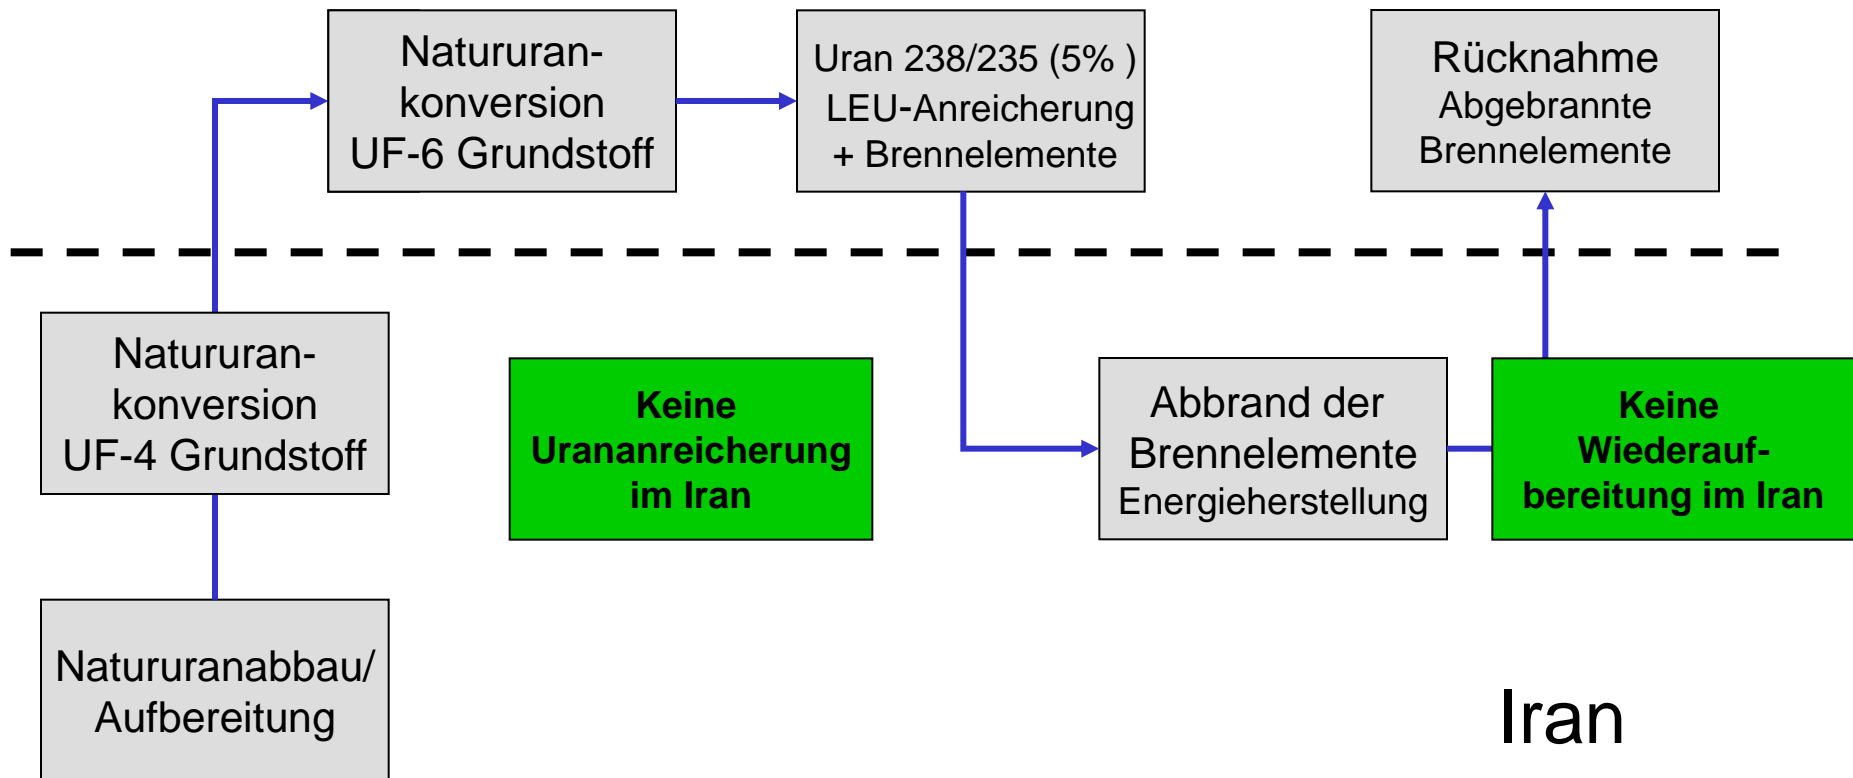 Natururan-
konversion
UF-6 Grundstoff
Uran 238/235 (5% )
LEU-Anreicherung
+ Brennelemente
Rücknahme
Abgebrannte
Brennelemente
Natururan-
konversion
UF-4 Grundstoff
Keine
Urananreicherung
im Iran
Abbrand der
Brennelemente
Energieherstellung
Keine
Wiederauf-
bereitung im Iran
Natururanabbau/
Aufbereitung
Iran